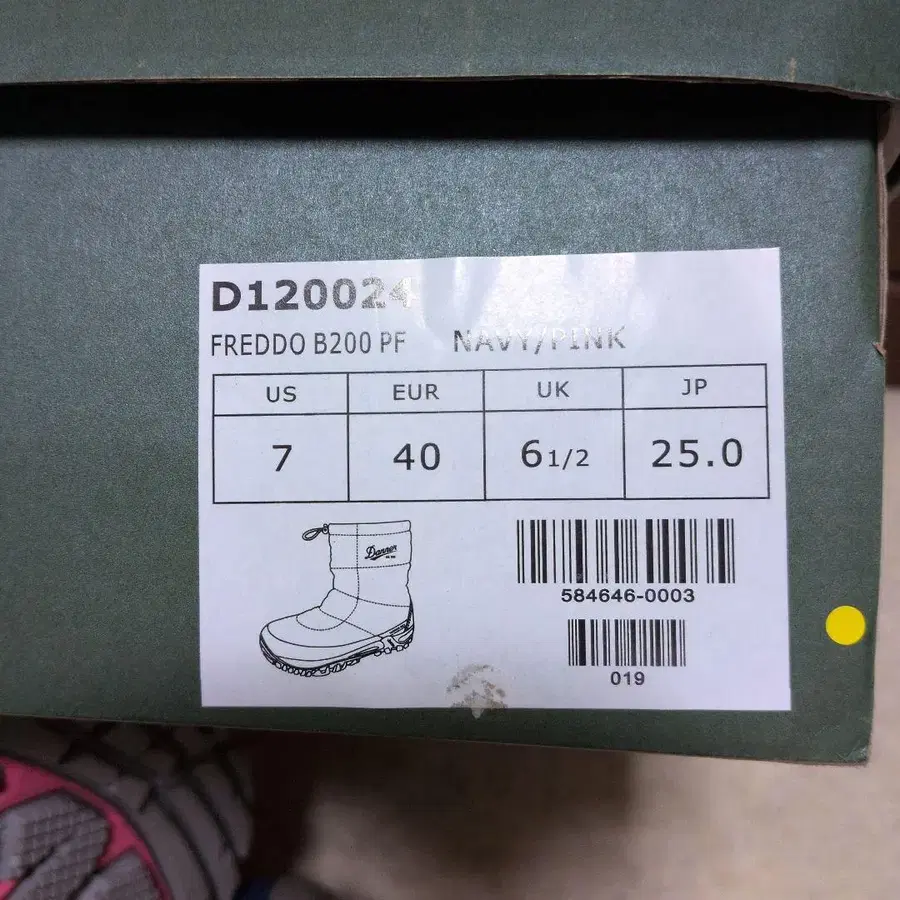 D120024
FREDDO B200 PF NAVY/PINK
US EUR UK JP
7 40 6 1/2 25.0
Danner
584646-0003
019